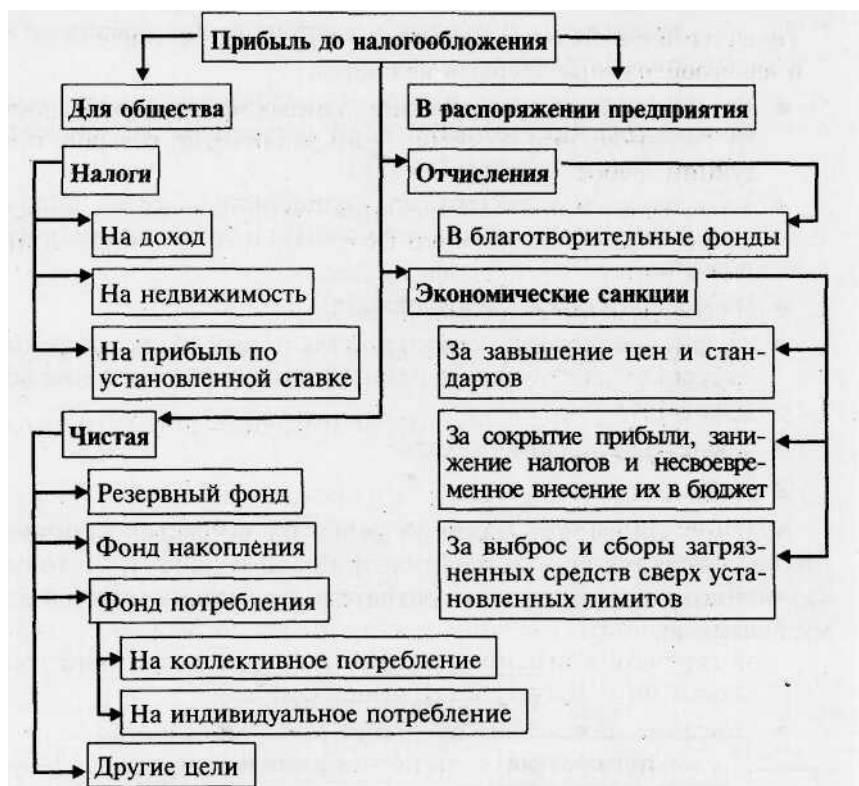 Прибыль до налогообложения
Для общества
В распоряжении предприятия
Налоги
Отчисления
На доход
В благотворительные фонды
На недвижимость
Экономические санкции
На прибыль по
установленной ставке
За завышение цен и стан-
дартов
Чистая
За сокрытие прибыли, зани-
жение налогов и несвоевре-
менное внесение их в бюджет
Резервный фонд
Фонд накопления
За выброс и сборы загряз-
ненных средств сверх уста-
новленных лимитов
Фонд потребления
На коллективное потребление
На индивидуальное потребление
Другие цели